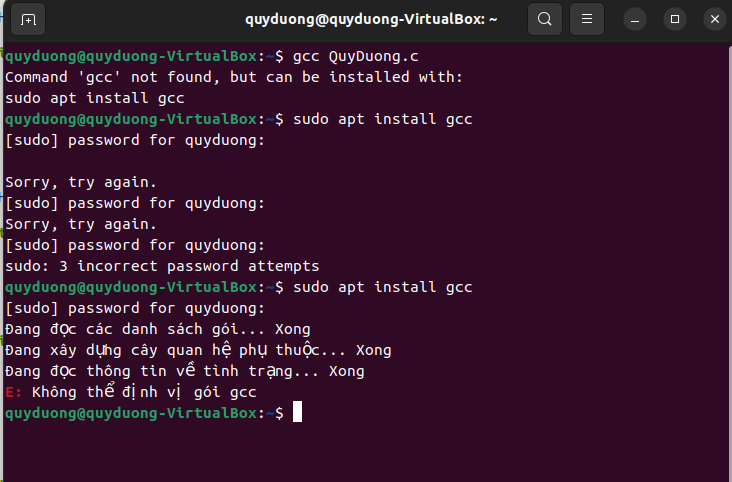 quyduong@quyduong-VirtualBox: ~
quyduong@quyduong-VirtualBox:~$ gcc QuyDuong.c
Command 'gcc' not found, but can be installed with:
sudo apt install gcc
quyduong@quyduong-VirtualBox:~$ sudo apt install gcc
[sudo] password for quyduong:
Sorry, try again.
[sudo] password for quyduong:
Sorry, try again.
[sudo] password for quyduong:
sudo: 3 incorrect password attempts
quyduong@quyduong-VirtualBox:~$ sudo apt install gcc
[sudo] password for quyduong:
Đang đọc các danh sách gói... Xong
Đang xây dựng cây quan hệ phụ thuộc... Xong
Đang đọc thông tin về tình trạng... Xong
E: Không thể định vị gói gcc
quyduong@quyduong-VirtualBox:~$